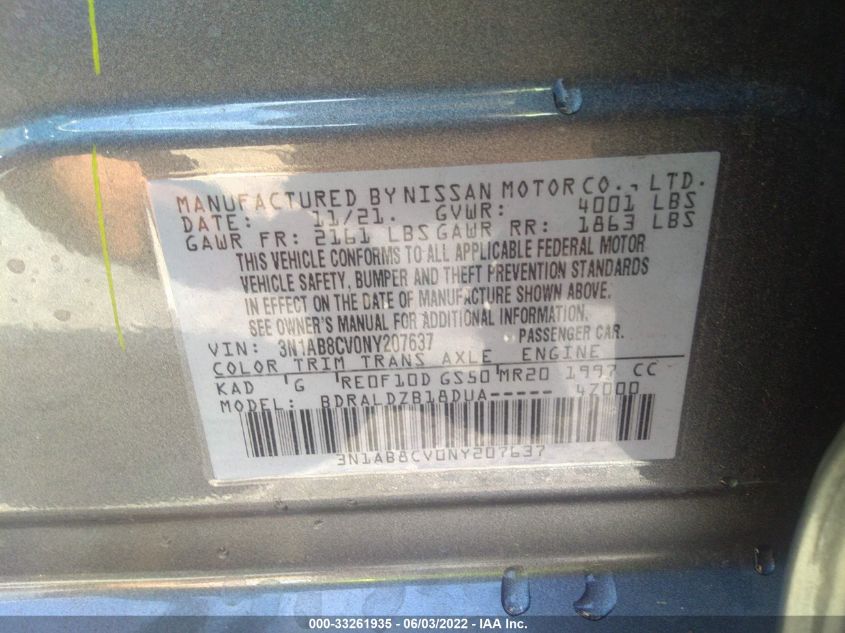 MANUFACTURED BY NISSAN MOTOR CO., LTD.
DATE: 11/21. GVWR: 4001 LBS
GAWR FR: 2161 LBS GAWR RR: 1863 LBS
THIS VEHICLE CONFORMS TO ALL APPLICABLE FEDERAL MOTOR
VEHICLE SAFETY, BUMPER AND THEFT PREVENTION STANDARDS
IN EFFECT ON THE DATE OF MANUFACTURE SHOWN ABOVE.
SEE OWNER'S MANUAL FOR ADDITIONAL INFORMATION.
VIN: 3N1AB8CV0NY207637 PASSENGER CAR.
COLOR TRIM TRANS AXLE ENGINE
KAD G RE0F10D GS50 MR20 1997 CC
MODEL: BDRALDZB18DUA----- 4Z000
3N1AB8CV0NY207637
000-33261935 - 06/03/2022 - IAA Inc.